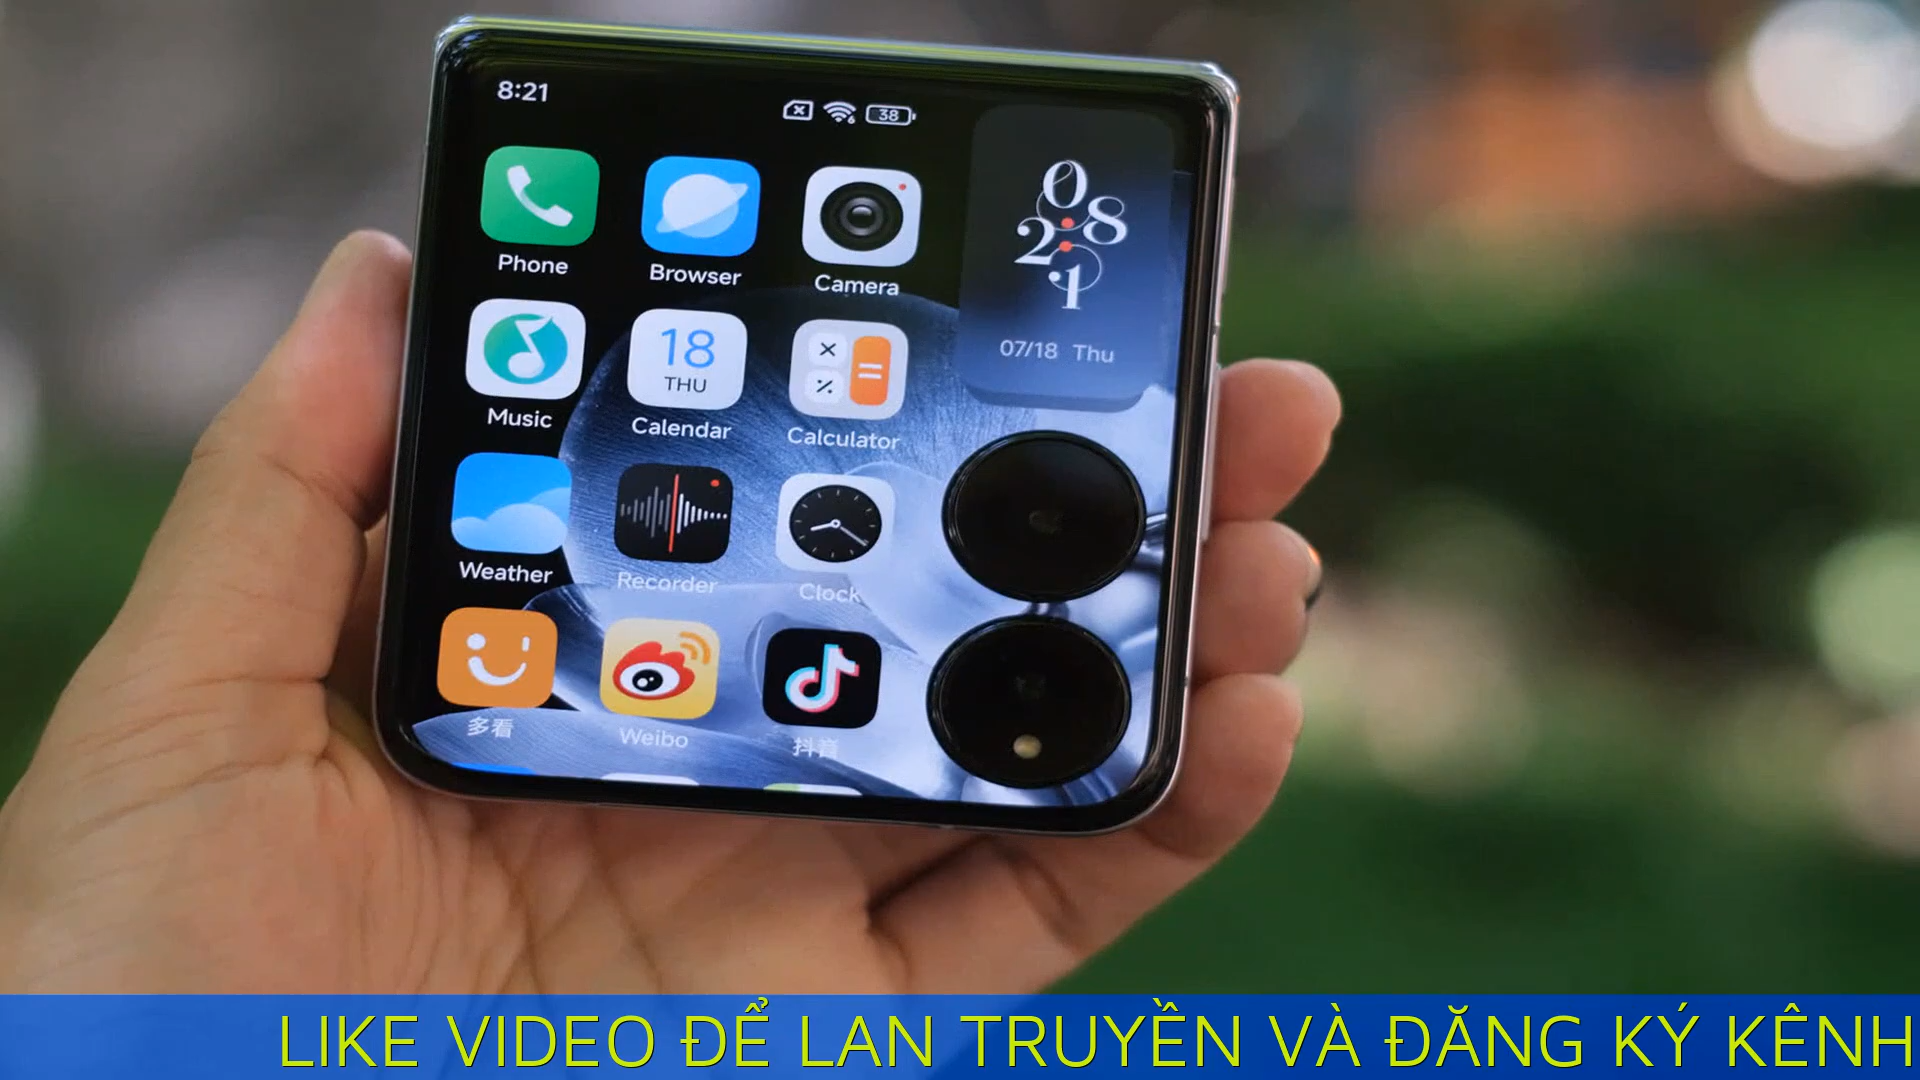 8:21
38
Phone
Browser
Camera
08
21
07/18 Thu
Music
18
THU
Calendar
Calculator
Weather
Recorder
Clock
多看
Weibo
抖音
LIKE VIDEO ĐỂ LAN TRUYỀN VÀ ĐĂNG KÝ KÊNH